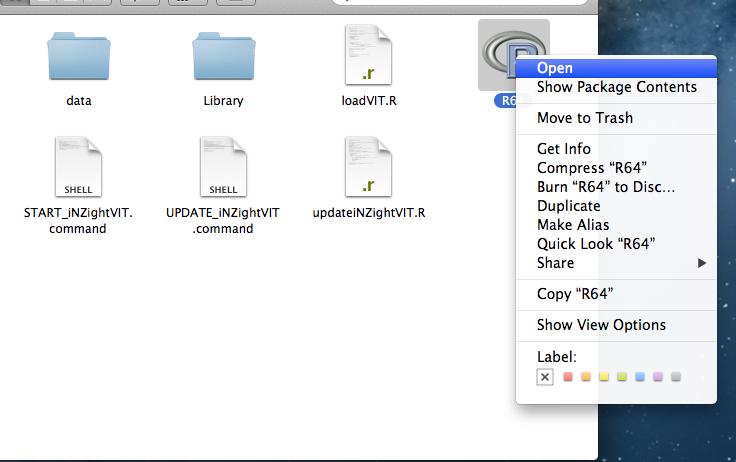 data
Library
loadVIT.R
START_iNZightVIT.
command
UPDATE_iNZightVIT
.command
updateiNZightVIT.R
.r
SHELL
SHELL
.r
R
Open
Show Package Contents
Move to Trash
Get Info
Compress “R64”
Burn “R64” to Disc...
Duplicate
Make Alias
Quick Look “R64”
Share
Copy “R64”
Show View Options
Label: